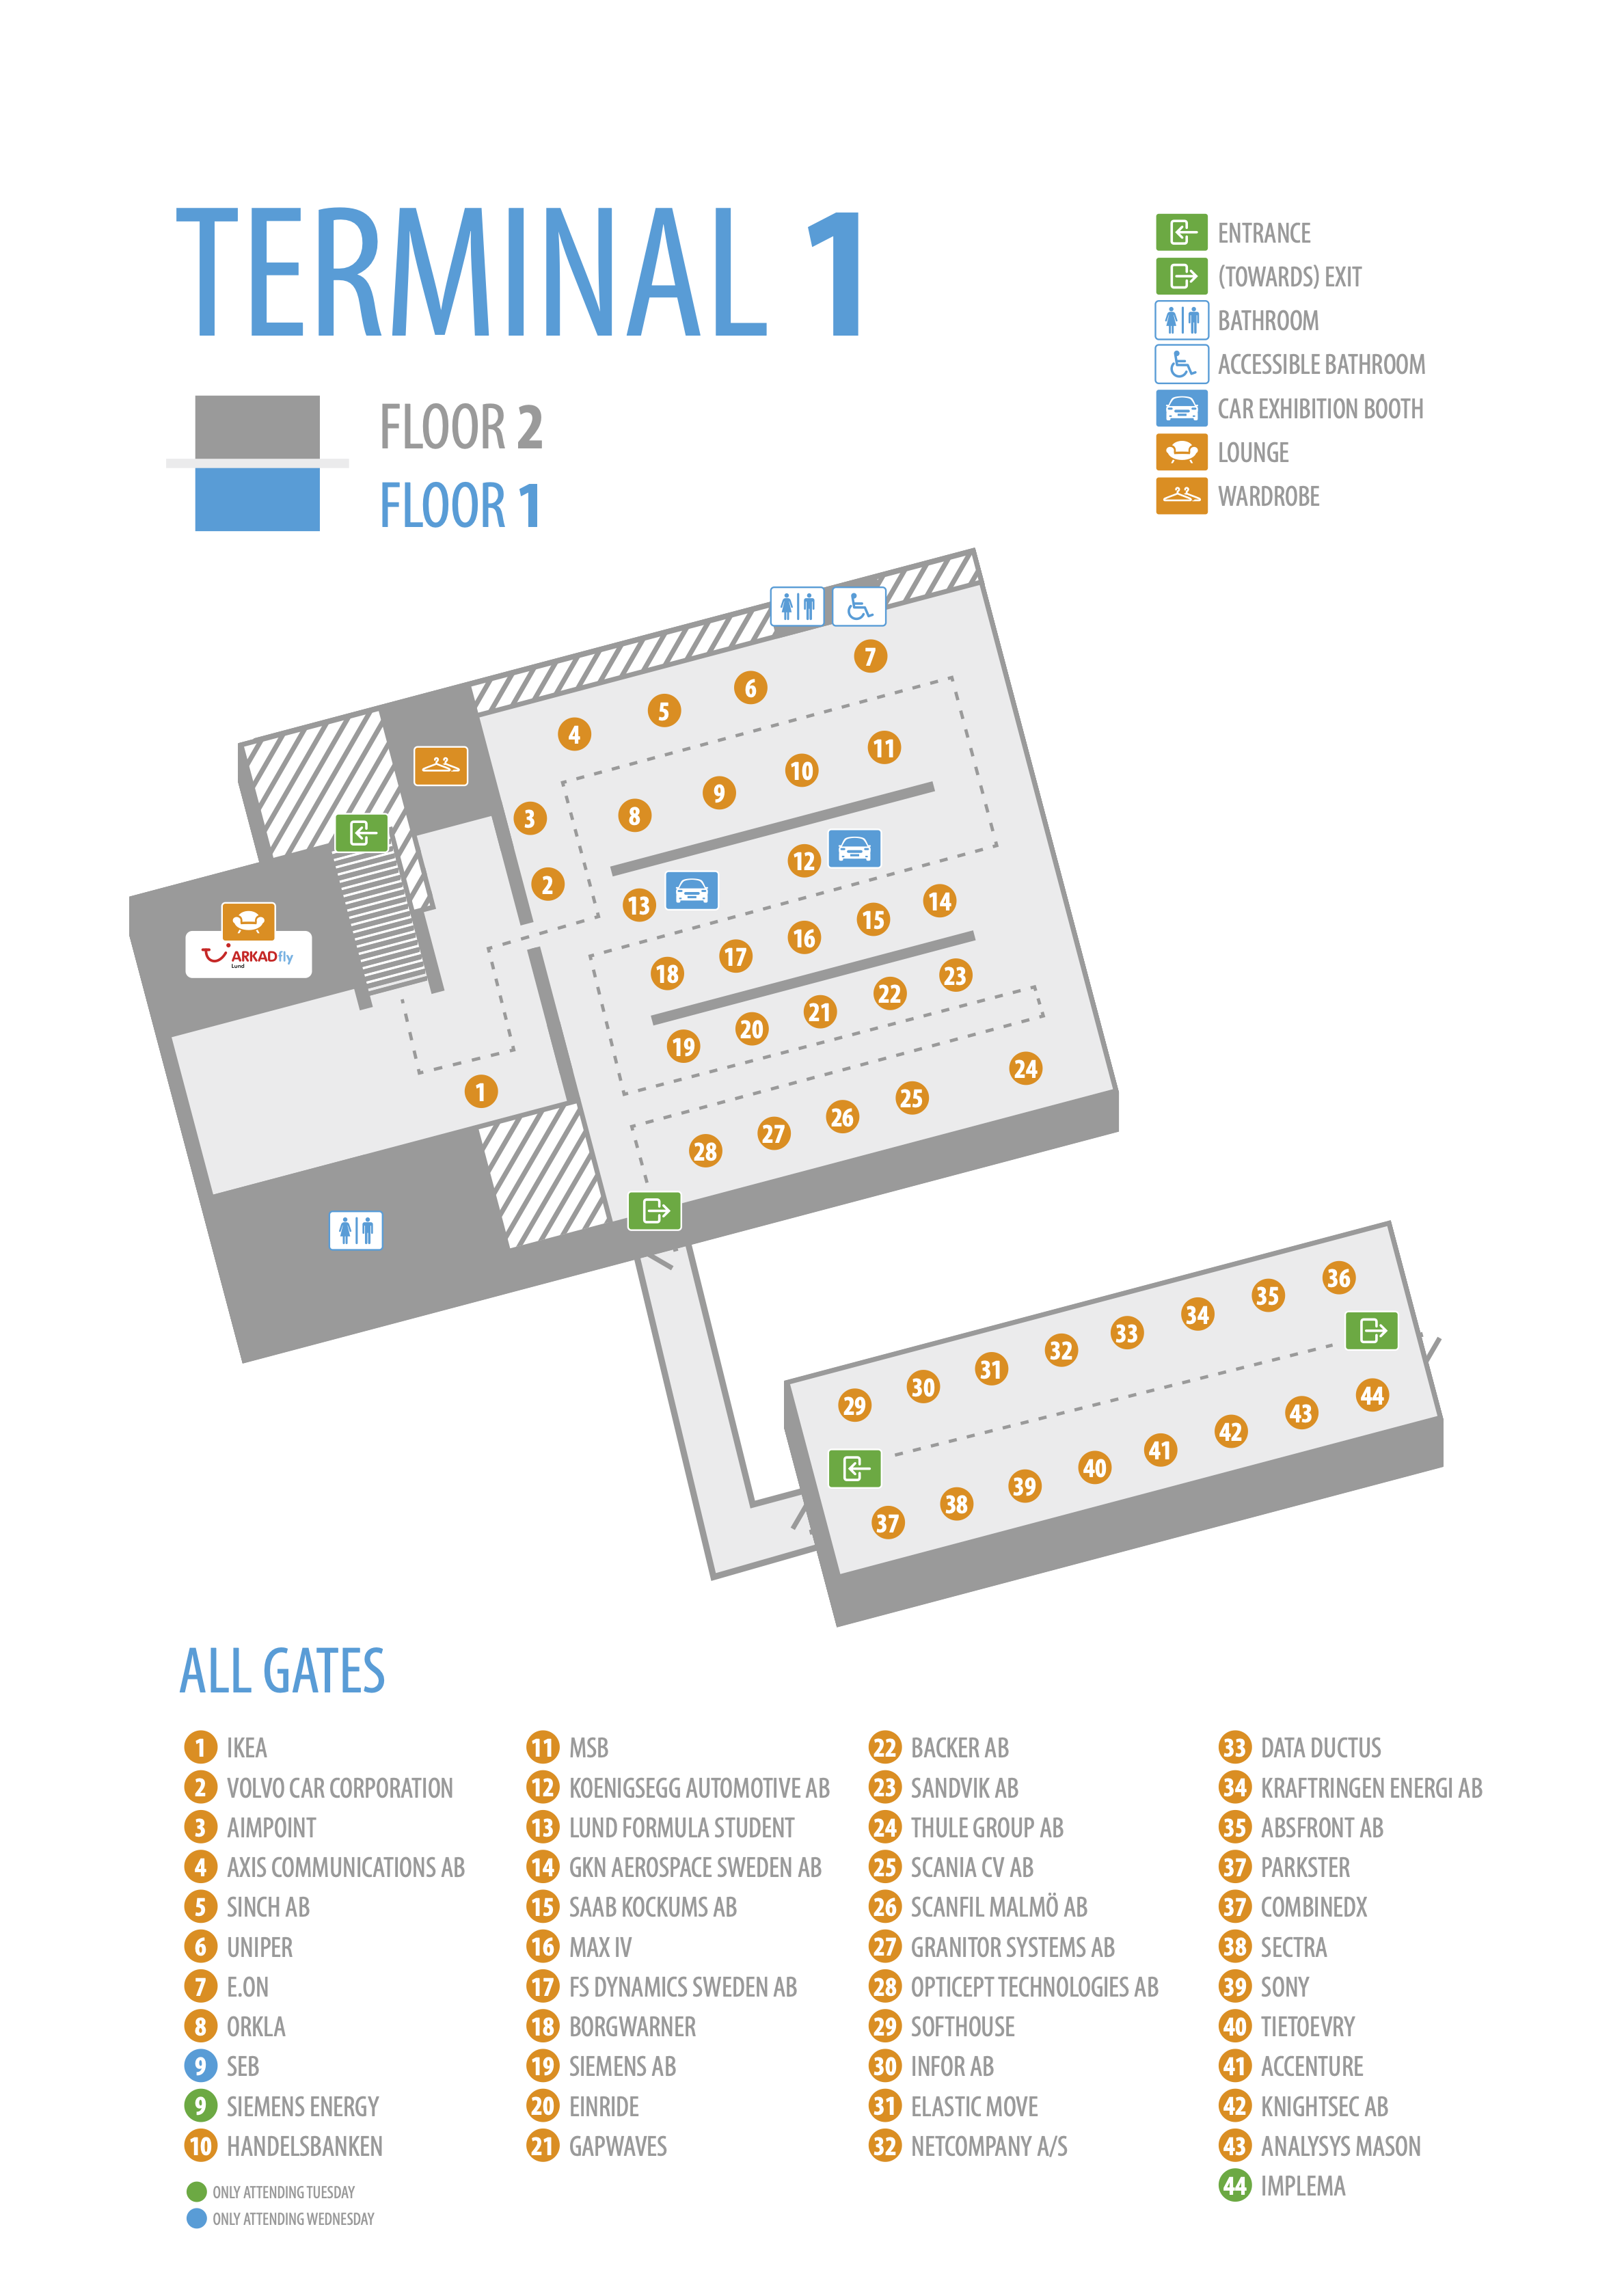 TERMINAL 1
ENTRANCE
(TOWARDS) EXIT
BATHROOM
ACCESSIBLE BATHROOM
CAR EXHIBITION BOOTH
LOUNGE
WARDROBE
FLOOR 2
FLOOR 1
7
6
5
4
11
10
9
8
3
12
2
13
14
15
16
17
18
ARKADfly
Lund
23
22
21
20
19
24
1
25
26
27
28
36
35
34
33
32
31
30
29
44
43
42
41
40
39
38
37
ALL GATES
1 IKEA
2 VOLVO CAR CORPORATION
3 AIMPOINT
4 AXIS COMMUNICATIONS AB
5 SINCH AB
6 UNIPER
7 E.ON
8 ORKLA
9 SEB
9 SIEMENS ENERGY
10 HANDELSBANKEN
11 MSB
12 KOENIGSEGG AUTOMOTIVE AB
13 LUND FORMULA STUDENT
14 GKN AEROSPACE SWEDEN AB
15 SAAB KOCKUMS AB
16 MAX IV
17 FS DYNAMICS SWEDEN AB
18 BORGWARNER
19 SIEMENS AB
20 EINRIDE
21 GAPWAVES
22 BACKER AB
23 SANDVIK AB
24 THULE GROUP AB
25 SCANIA CV AB
26 SCANFIL MALMÖ AB
27 GRANITOR SYSTEMS AB
28 OPTICEPT TECHNOLOGIES AB
29 SOFTHOUSE
30 INFOR AB
31 ELASTIC MOVE
32 NETCOMPANY A/S
33 DATA DUCTUS
34 KRAFTRINGEN ENERGI AB
35 ABSFRONT AB
37 PARKSTER
37 COMBINEDX
38 SECTRA
39 SONY
40 TIETOEVRY
41 ACCENTURE
42 KNIGHTSEC AB
43 ANALYSYS MASON
44 IMPLEMA
ONLY ATTENDING TUESDAY
ONLY ATTENDING WEDNESDAY